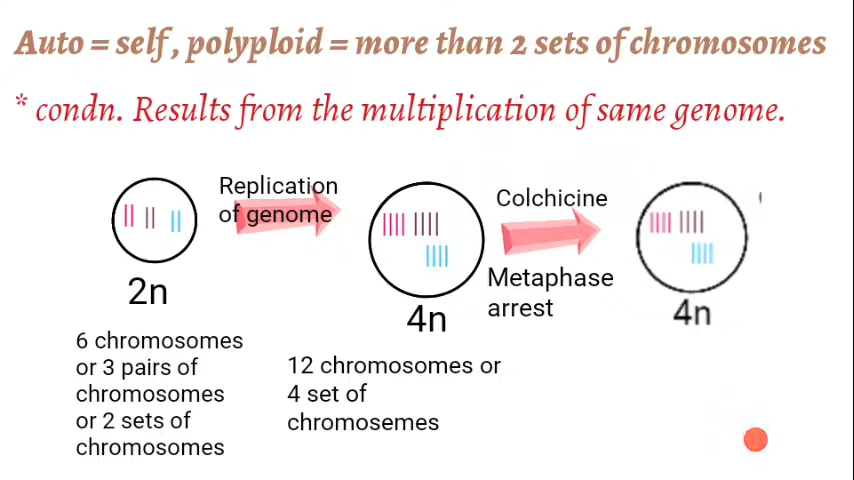 Auto = self, polyploid = more than 2 sets of chromosomes
* condn. Results from the multiplication of same genome.
Replication
of genome
Colchicine
Metaphase
arrest
2n
4n
4n
6 chromosomes
or 3 pairs of
chromosomes
or 2 sets of
chromosomes
12 chromosomes or
4 set of
chromosemes